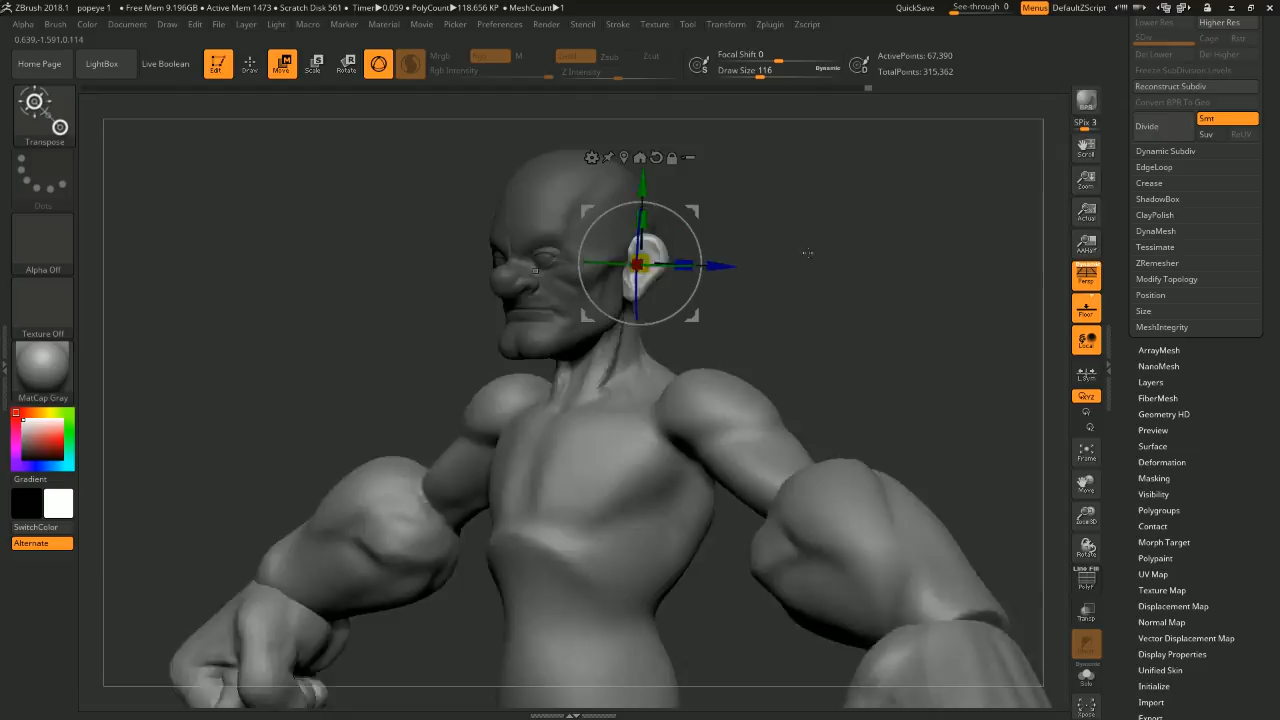 ZBrush 2018.1 popeye 1 • Free Mem 9.196GB • Active Mem 1473 • Scratch Disk 561 • Timer▶0.059 • PolyCount▶118.656 KP • MeshCount▶1
QuickSave
See-through 0
Menus
DefaultZScript
Alpha Brush Color Document Draw Edit File Layer Light Macro Marker Material Movie Picker Preferences Render Stencil Stroke Texture Tool Transform Zplugin Zscript
0.639,-1.591,0.114
Home Page
LightBox
Live Boolean
Edit
Draw
Move
Scale
Rotate
Mrgb
Rgb
M
Rgb Intensity
Zadd
Zsub
Zcut
Z Intensity
Focal Shift 0
Draw Size 116
Dynamic
S
D
ActivePoints: 67,390
TotalPoints: 315,362
Transpose
Dots
Alpha Off
Texture Off
MatCap Gray
Gradient
SwitchColor
Alternate
BPR
SPix 3
Scroll
Zoom
Actual
AAHalf
Dynamic
Persp
Floor
Local
L.Sym
XYZ
Frame
Move
Zoom3D
Rotate
Line Fill
PolyF
Transp
Dynamic
Solo
Xpose
Lower Res
Higher Res
SDiv
Cage
Rstr
Del Lower
Del Higher
Freeze SubDivision Levels
Reconstruct Subdiv
Convert BPR To Geo
Divide
Smt
Suv
ReUV
Dynamic Subdiv
EdgeLoop
Crease
ShadowBox
ClayPolish
DynaMesh
Tessimate
ZRemesher
Modify Topology
Position
Size
MeshIntegrity
ArrayMesh
NanoMesh
Layers
FiberMesh
Geometry HD
Preview
Surface
Deformation
Masking
Visibility
Polygroups
Contact
Morph Target
Polypaint
UV Map
Texture Map
Displacement Map
Normal Map
Vector Displacement Map
Display Properties
Unified Skin
Initialize
Import
Export